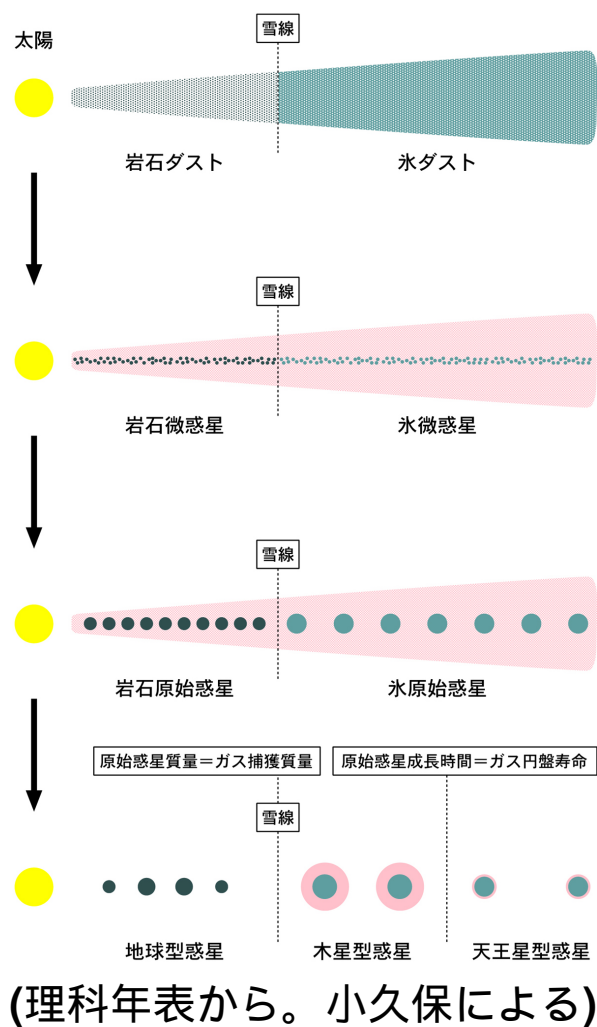 雪線
太陽
岩石ダスト
氷ダスト
雪線
岩石微惑星
氷微惑星
雪線
岩石原始惑星
氷原始惑星
原始惑星質量＝ガス捕獲質量
原始惑星成長時間＝ガス円盤寿命
雪線
地球型惑星
木星型惑星
天王星型惑星
(理科年表から。小久保による)